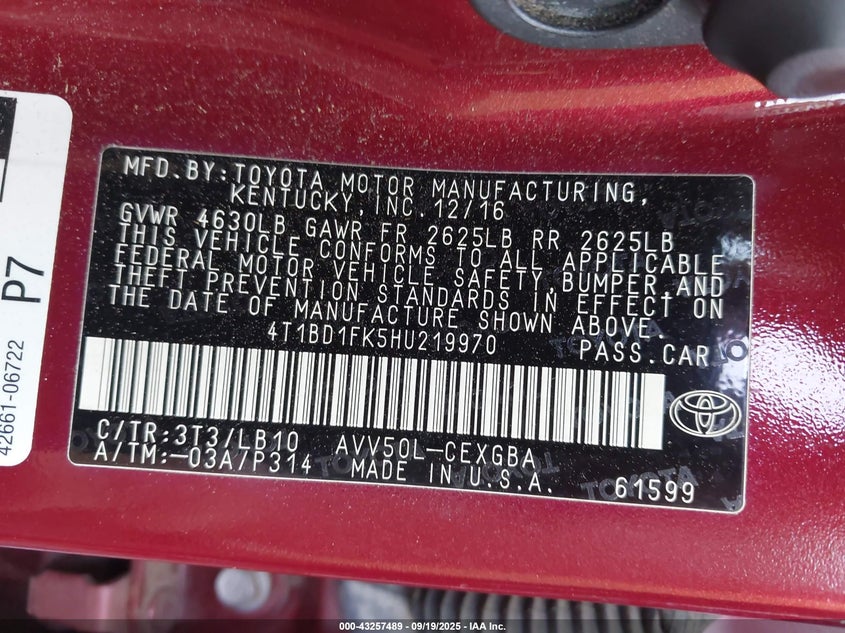 MFD. BY: TOYOTA MOTOR MANUFACTURING,
KENTUCKY, INC. 12/16
GVWR 4630LB GAWR FR 2625LB RR 2625LB
THIS VEHICLE CONFORMS TO ALL APPLICABLE
FEDERAL MOTOR VEHICLE SAFETY, BUMPER, AND
THEFT PREVENTION STANDARDS IN EFFECT ON
THE DATE OF MANUFACTURE SHOWN ABOVE.
4T1BD1FK5HU219970 PASS. CAR
C/TR: 3T3/LB10 AVV50L-CEXGBA
A/TM: -03A/P314 MADE IN U.S.A. 61599
TOYOTA
42661-06722
P7
000-43257489 - 09/19/2025 - IAA Inc.